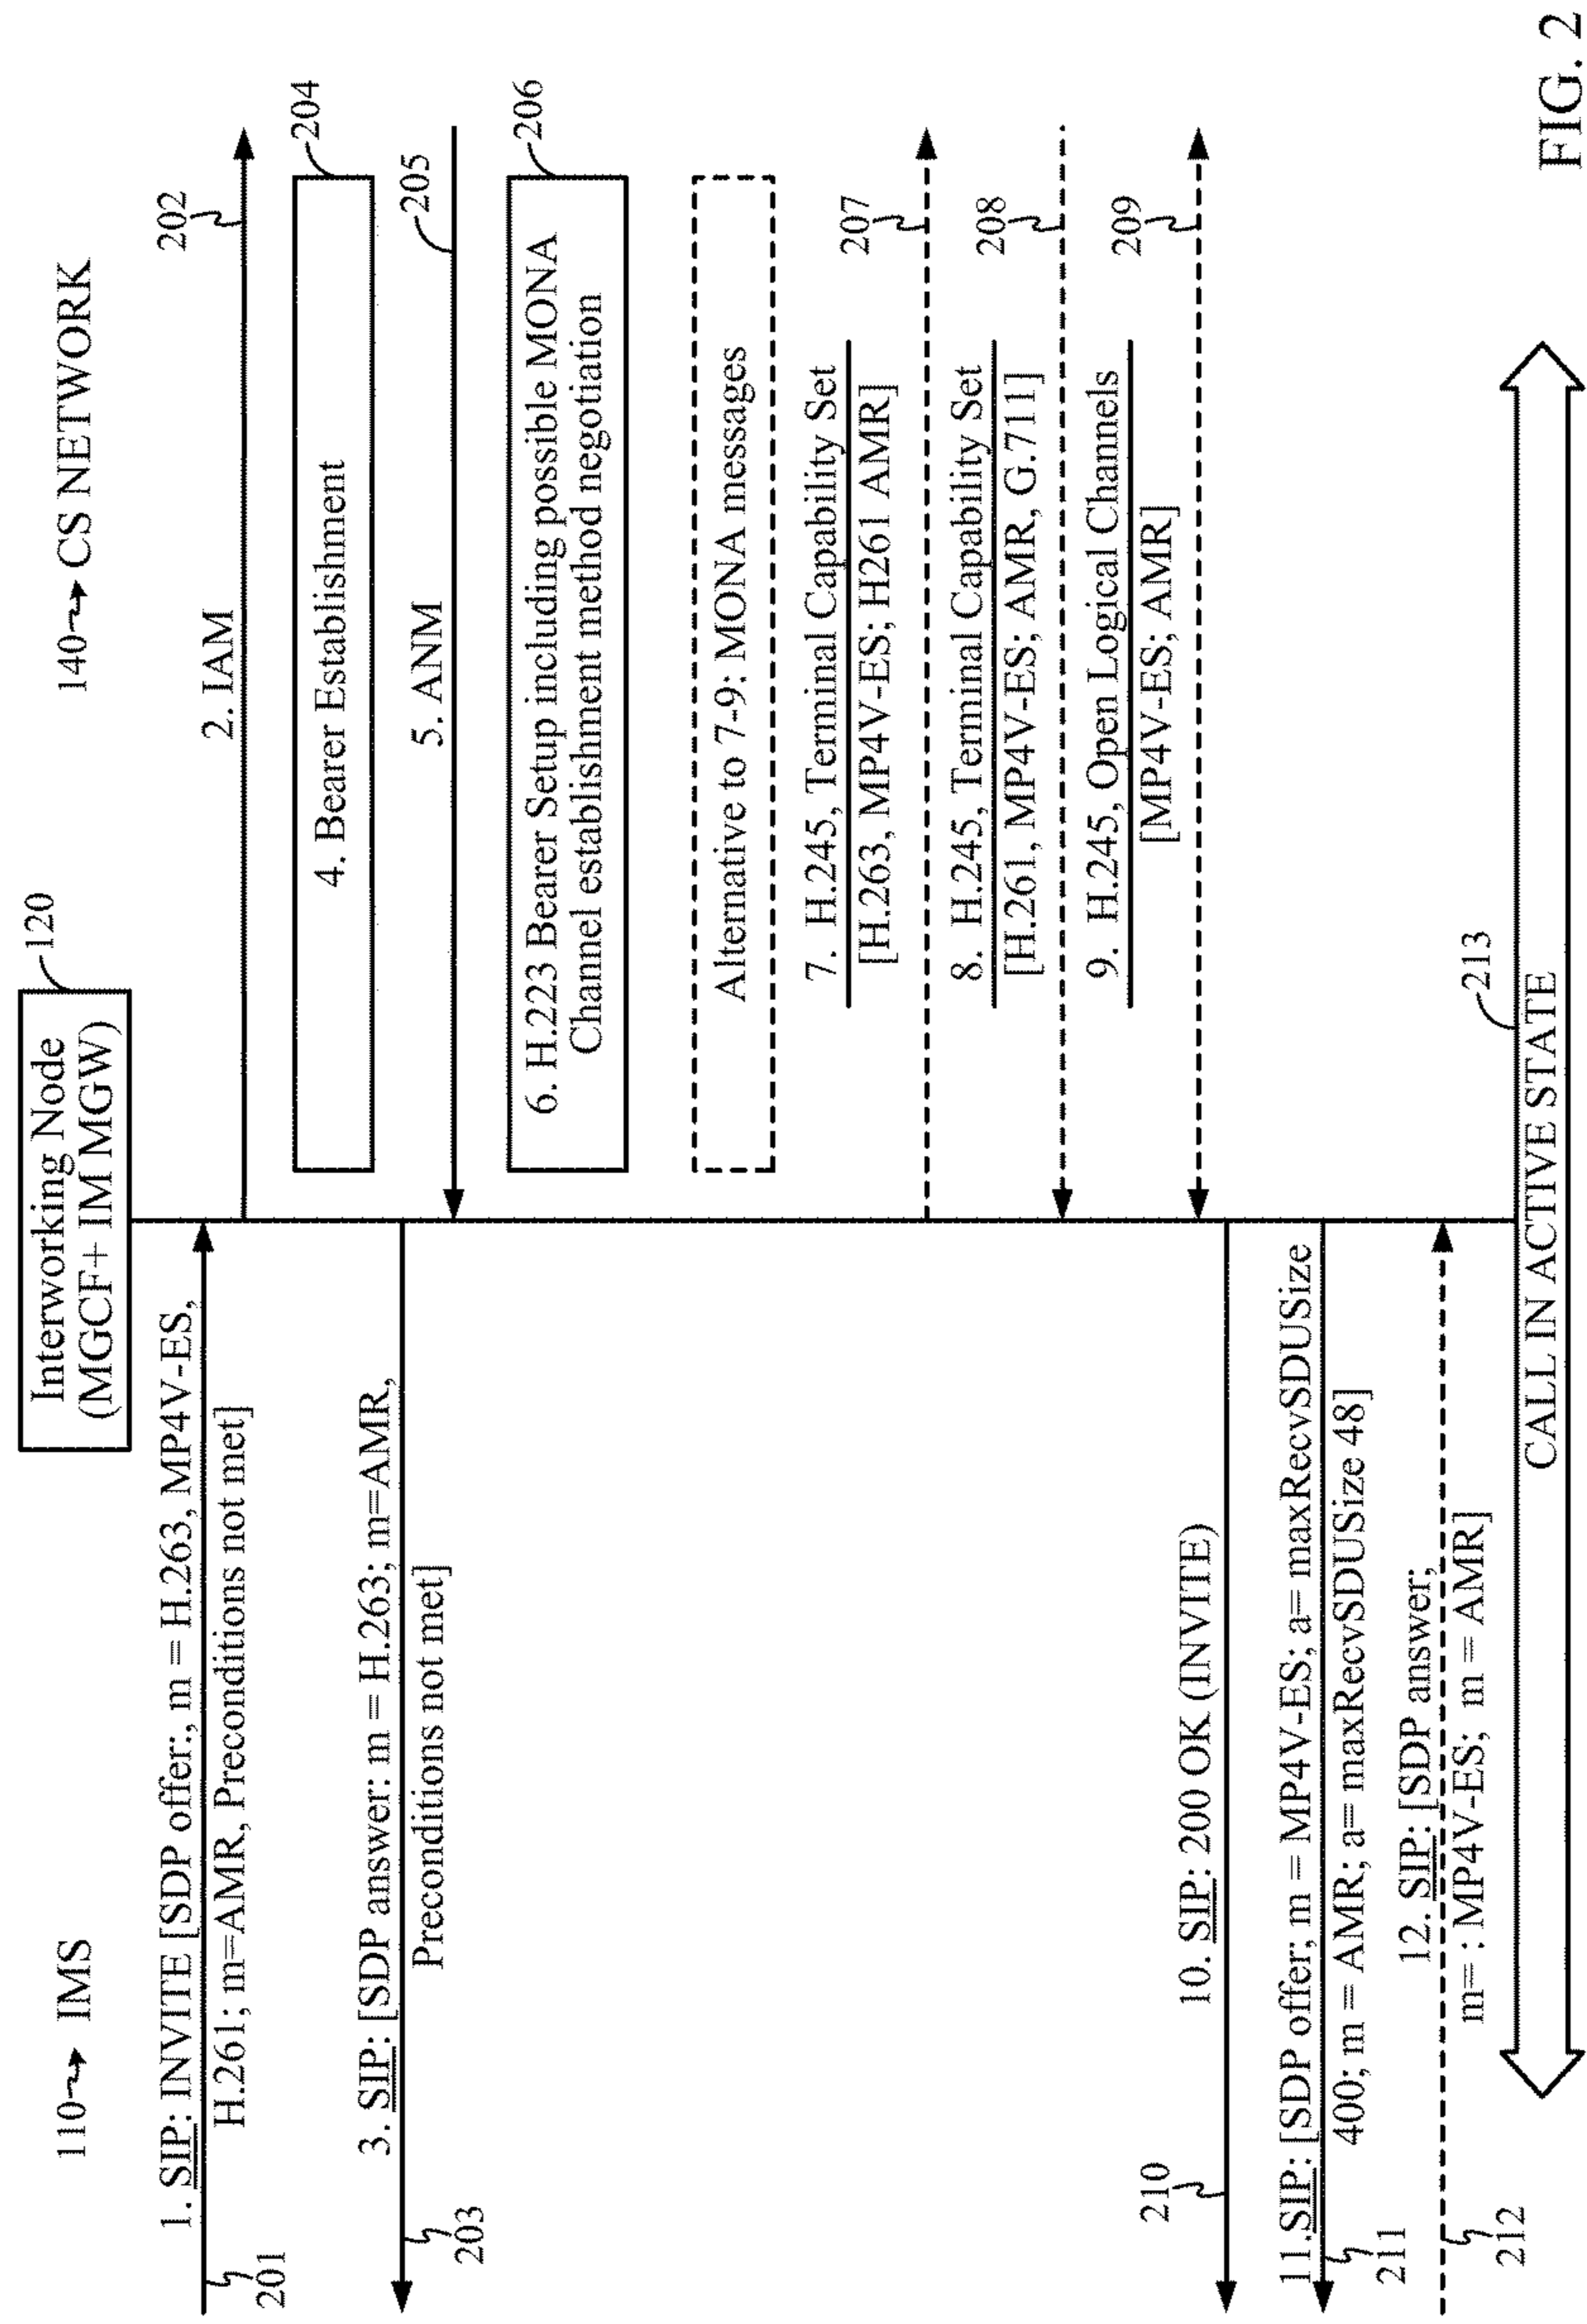 110 IMS
Interworking Node
(MGCF+ IM MGW)
120
140 CS NETWORK
1. SIP: INVITE [SDP offer:, m = H.263, MP4V-ES,
H.261; m=AMR, Preconditions not met]
201
2. IAM
202
3. SIP: [SDP answer: m = H.263; m=AMR,
Preconditions not met]
203
4. Bearer Establishment
204
5. ANM
205
6. H.223 Bearer Setup including possible MONA
Channel establishment method negotiation
206
Alternative to 7-9: MONA messages
7. H.245, Terminal Capability Set
[H.263, MP4V-ES; H261 AMR]
207
8. H.245, Terminal Capability Set
[H.261, MP4V-ES; AMR, G.711]
208
9. H.245, Open Logical Channels
[MP4V-ES; AMR]
209
10. SIP: 200 OK (INVITE)
210
11.SIP: [SDP offer; m = MP4V-ES; a= maxRecvSDUSize
400; m = AMR; a= maxRecvSDUSize 48]
211
12. SIP: [SDP answer;
m= : MP4V-ES; m = AMR]
212
213
CALL IN ACTIVE STATE
FIG. 2